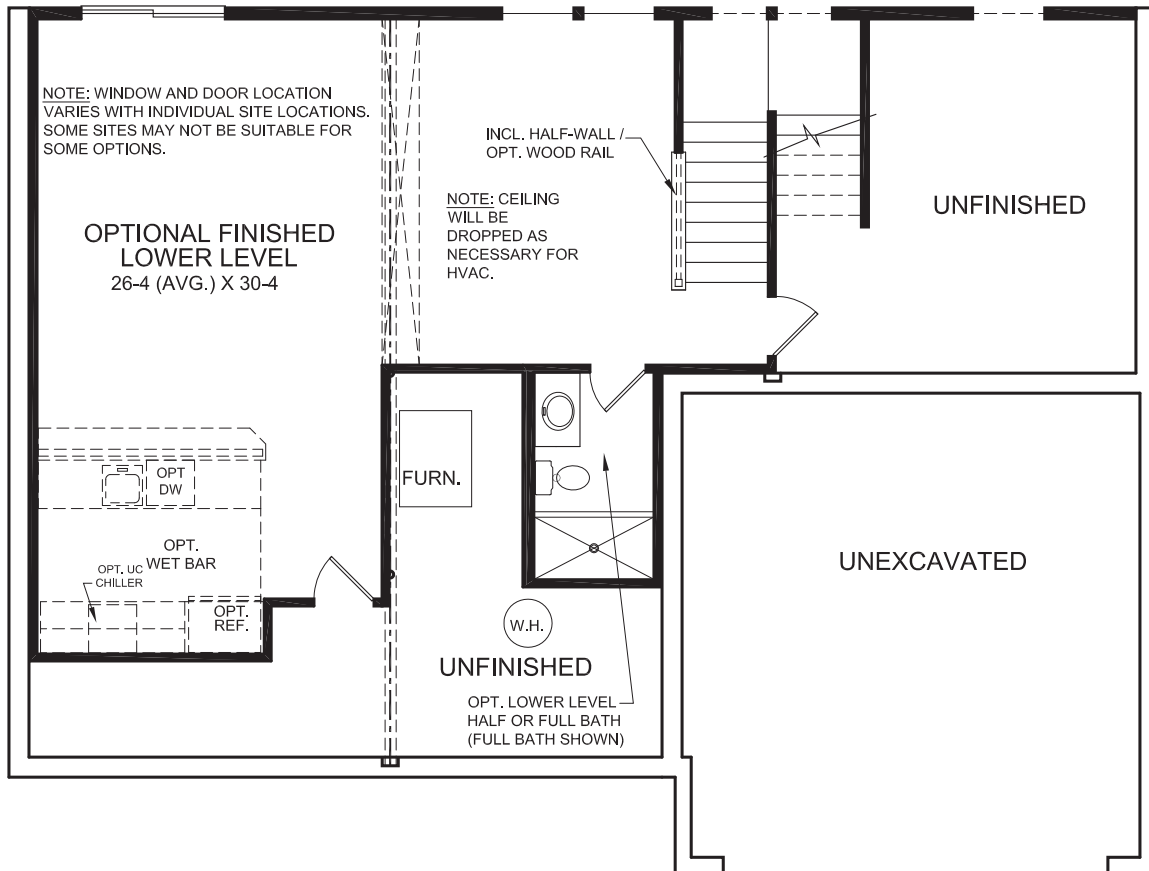 NOTE: WINDOW AND DOOR LOCATION
VARIES WITH INDIVIDUAL SITE LOCATIONS.
SOME SITES MAY NOT BE SUITABLE FOR
SOME OPTIONS.
INCL. HALF-WALL /
OPT. WOOD RAIL
NOTE: CEILING
WILL BE
DROPPED AS
NECESSARY FOR
HVAC.
OPTIONAL FINISHED
LOWER LEVEL
26-4 (AVG.) X 30-4
UNFINISHED
OPT
DW
FURN.
OPT.
WET BAR
OPT. UC
CHILLER
OPT.
REF.
UNEXCAVATED
W.H.
UNFINISHED
OPT. LOWER LEVEL
HALF OR FULL BATH
(FULL BATH SHOWN)